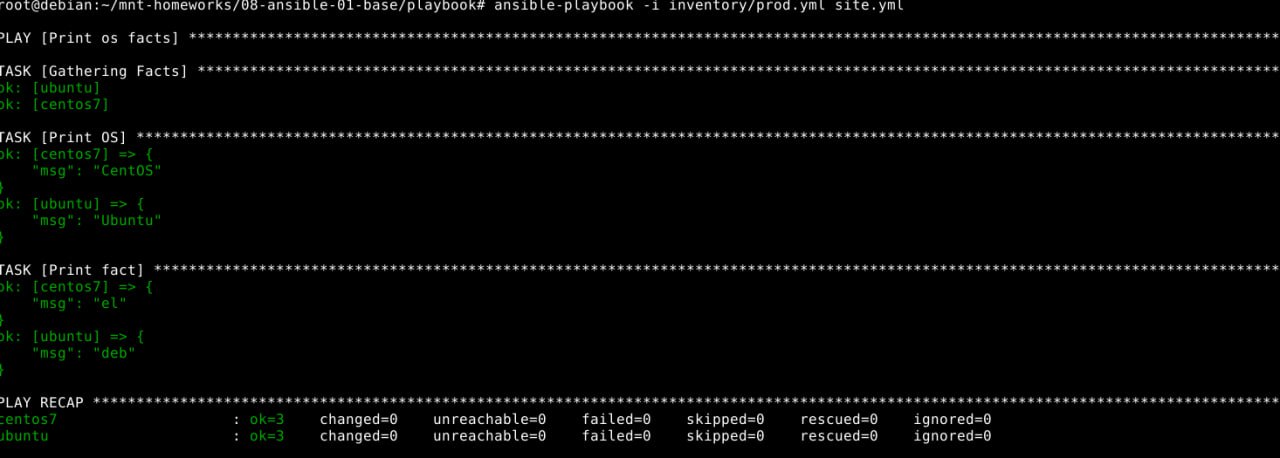 root@debian:~/mnt-homeworks/08-ansible-01-base/playbook# ansible-playbook -i inventory/prod.yml site.yml
PLAY [Print os facts] *****************************************************************************************************************************
TASK [Gathering Facts] ****************************************************************************************************************************
ok: [ubuntu]
ok: [centos7]
TASK [Print OS] ***********************************************************************************************************************************
ok: [centos7] => {
    "msg": "CentOS"
}
ok: [ubuntu] => {
    "msg": "Ubuntu"
}
TASK [Print fact] *********************************************************************************************************************************
ok: [centos7] => {
    "msg": "el"
}
ok: [ubuntu] => {
    "msg": "deb"
}
PLAY RECAP ****************************************************************************************************************************************
centos7                    : ok=3    changed=0    unreachable=0    failed=0    skipped=0    rescued=0    ignored=0
ubuntu                     : ok=3    changed=0    unreachable=0    failed=0    skipped=0    rescued=0    ignored=0